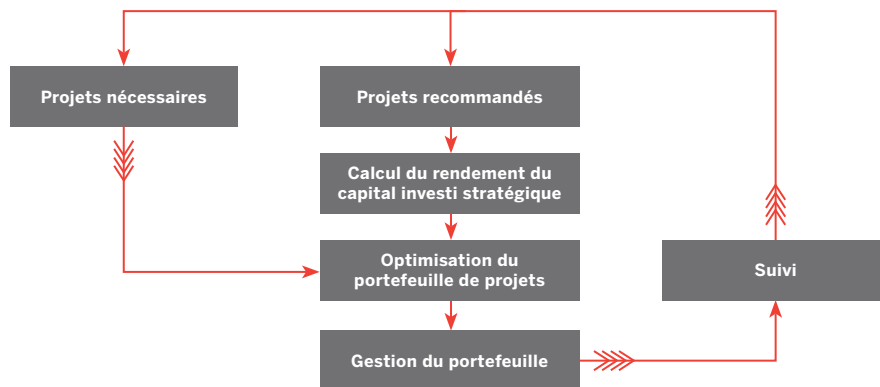 Projets nécessaires
Projets recommandés
Calcul du rendement du
capital investi stratégique
Optimisation du
portefeuille de projets
Suivi
Gestion du portefeuille